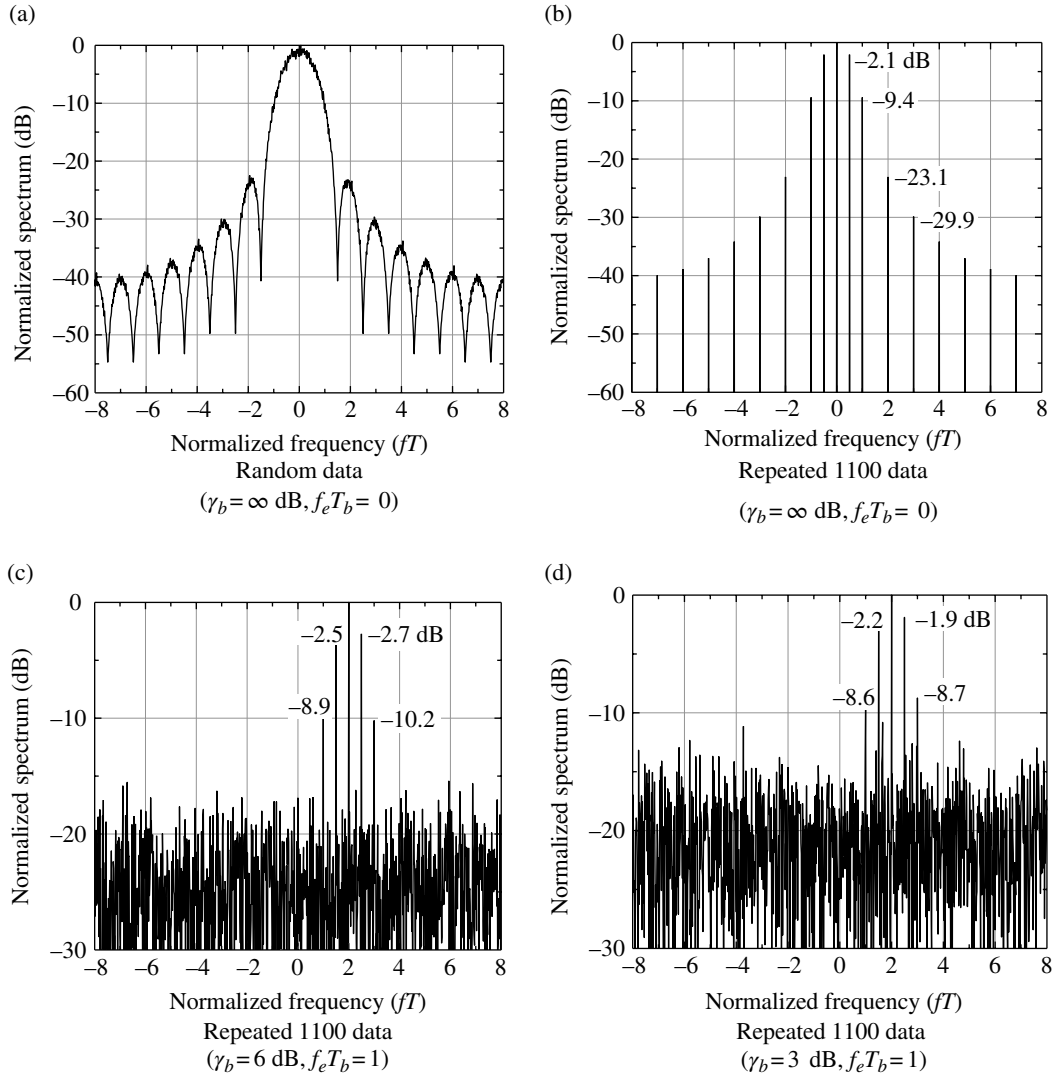 (a)
Normalized spectrum (dB)
0
–10
–20
–30
–40
–50
–60
–8 –6 –4 –2 0 2 4 6 8
Normalized frequency (fT)
Random data
(γb = ∞ dB, feTb = 0)
(b)
Normalized spectrum (dB)
0
–10
–20
–30
–40
–50
–60
–2.1 dB
–9.4
–23.1
–29.9
–8 –6 –4 –2 0 2 4 6 8
Normalized frequency (fT)
Repeated 1100 data
(γb = ∞ dB, feTb = 0)
(c)
Normalized spectrum (dB)
0
–10
–20
–30
–2.5 –2.7 dB
–8.9 –10.2
–8 –6 –4 –2 0 2 4 6 8
Normalized frequency (fT)
Repeated 1100 data
(γb = 6 dB, feTb = 1)
(d)
Normalized spectrum (dB)
0
–10
–20
–30
–2.2 –1.9 dB
–8.6 –8.7
–8 –6 –4 –2 0 2 4 6 8
Normalized frequency (fT)
Repeated 1100 data
(γb = 3 dB, feTb = 1)